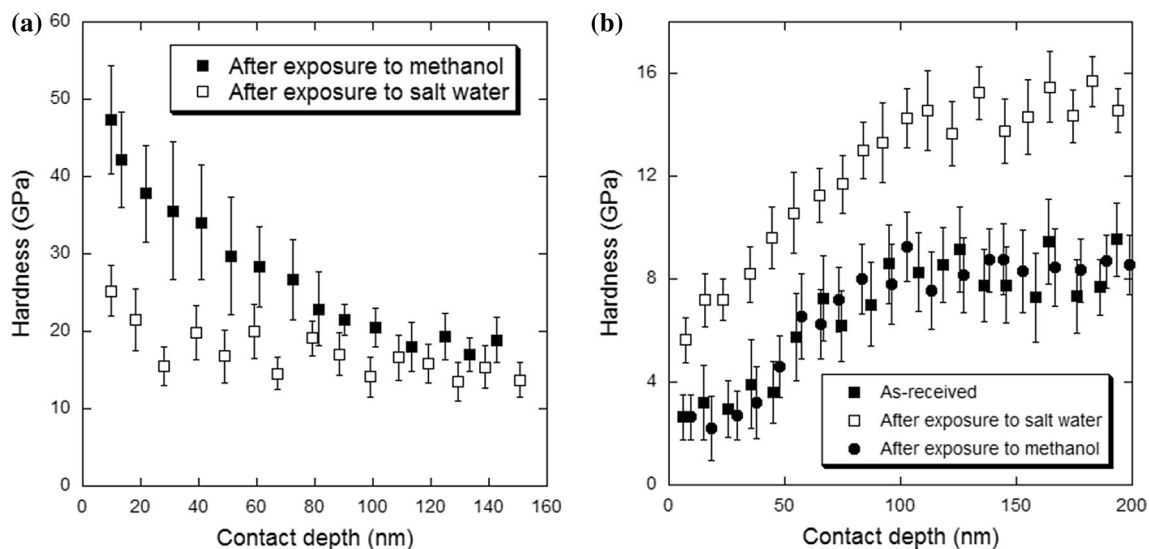 (a)
60
50
40
30
20
10
0
Hardness (GPa)
After exposure to methanol
After exposure to salt water
0 20 40 60 80 100 120 140 160
Contact depth (nm)
(b)
16
12
8
4
0
Hardness (GPa)
As-received
After exposure to salt water
After exposure to methanol
0 50 100 150 200
Contact depth (nm)